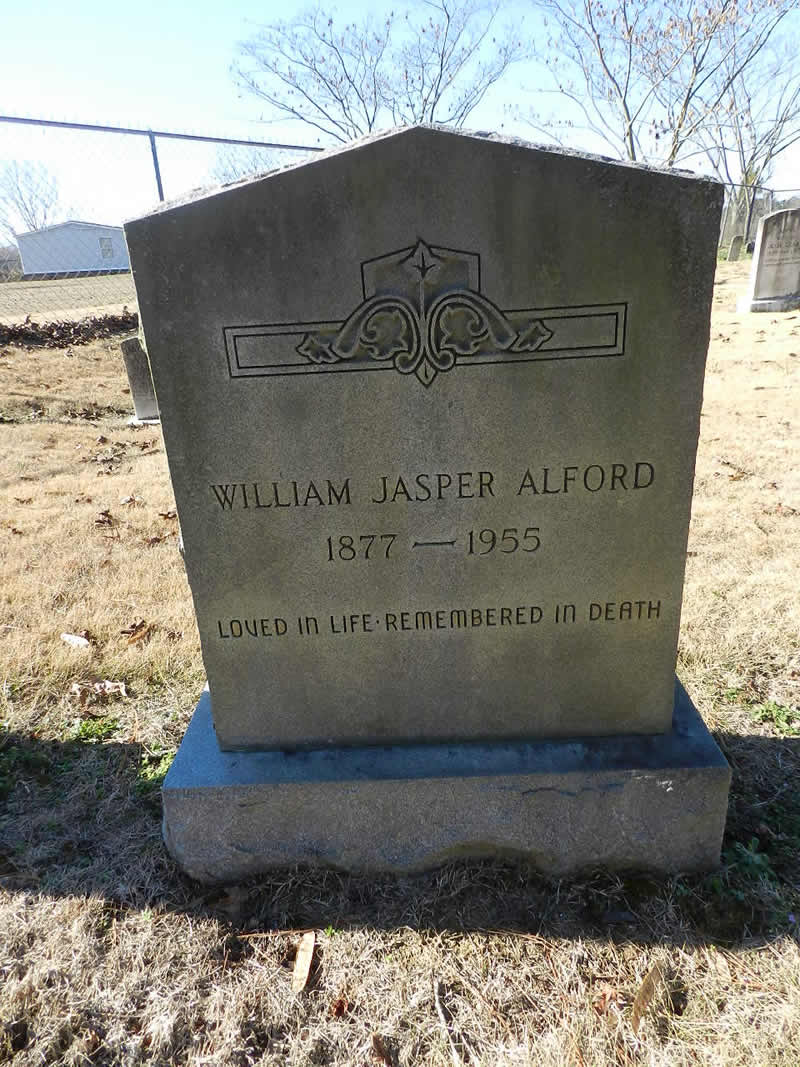 WILLIAM JASPER ALFORD
1877 — 1955
LOVED IN LIFE · REMEMBERED IN DEATH